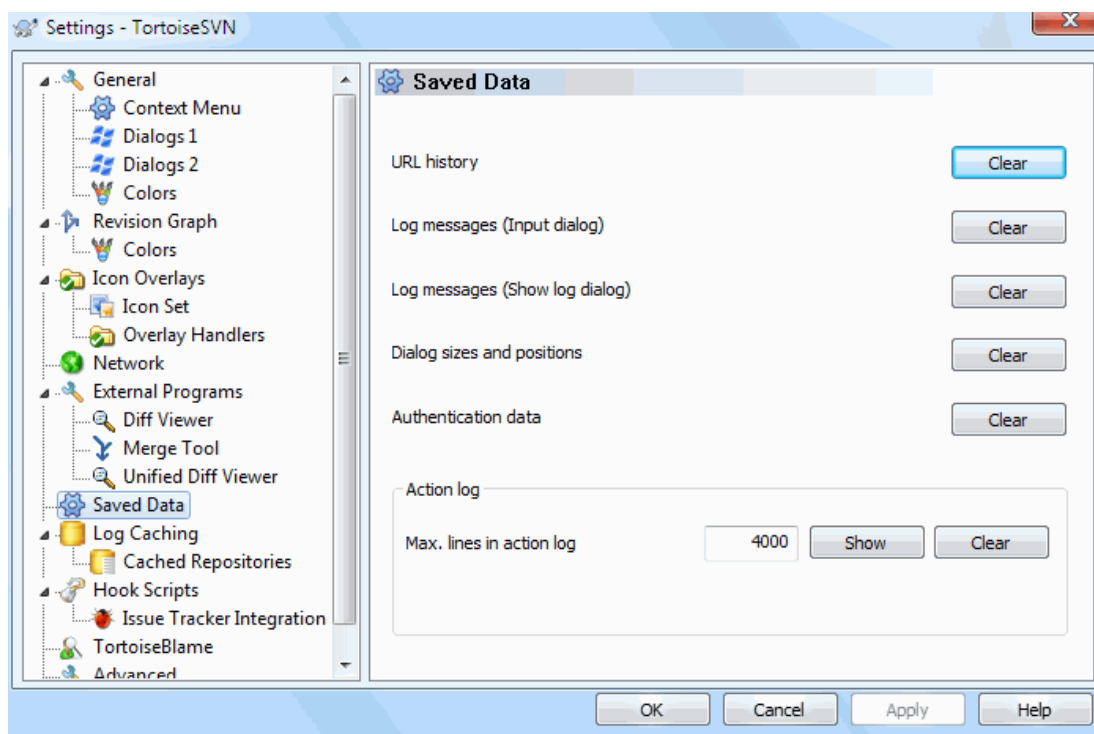 Settings - TortoiseSVN
General
Context Menu
Dialogs 1
Dialogs 2
Colors
Revision Graph
Colors
Icon Overlays
Icon Set
Overlay Handlers
Network
External Programs
Diff Viewer
Merge Tool
Unified Diff Viewer
Saved Data
Log Caching
Cached Repositories
Hook Scripts
Issue Tracker Integration
TortoiseBlame
Advanced
Saved Data
URL history Clear
Log messages (Input dialog) Clear
Log messages (Show log dialog) Clear
Dialog sizes and positions Clear
Authentication data Clear
Action log
Max. lines in action log 4000 Show Clear
OK Cancel Apply Help